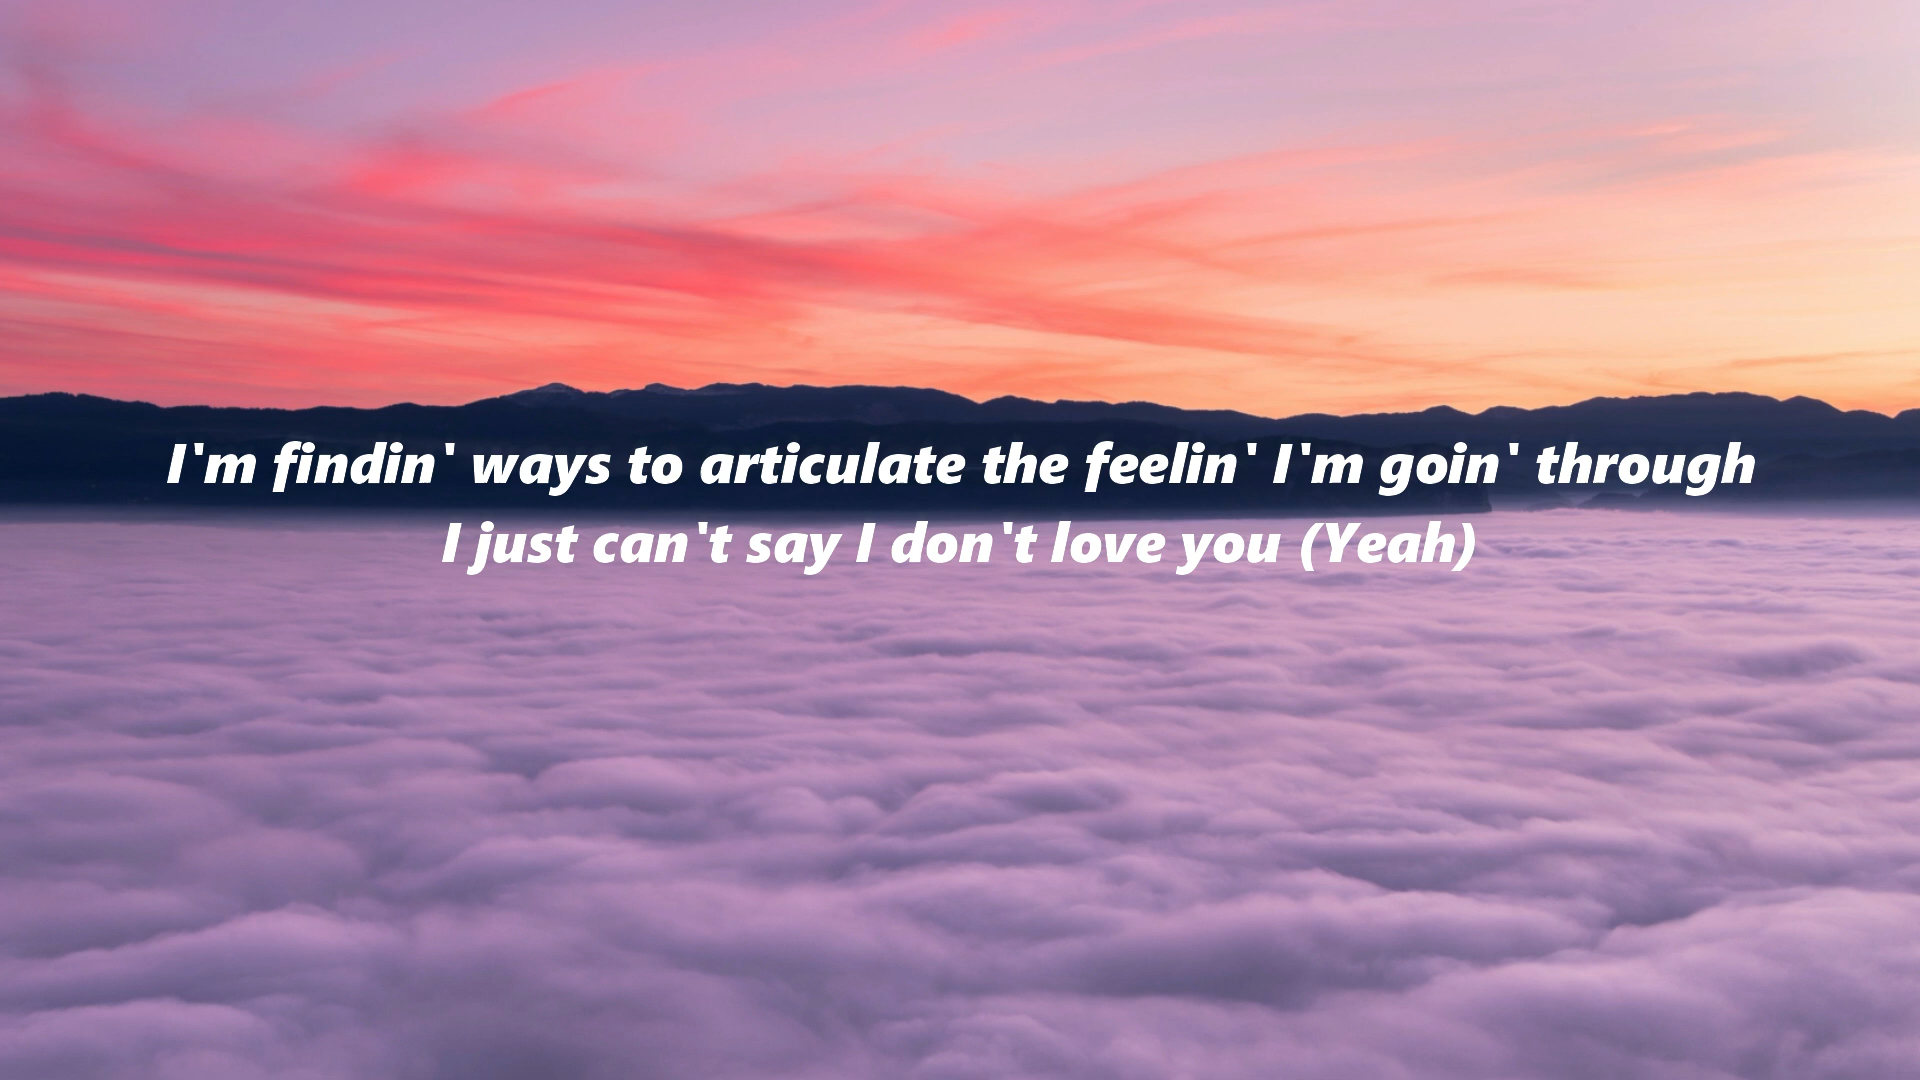 I'm findin' ways to articulate the feelin' I'm goin' through
I just can't say I don't love you (Yeah)